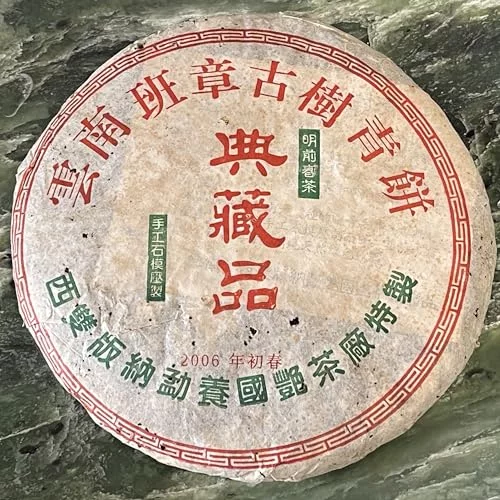 雲南班章古樹青餅
典藏品
明前春茶
手工石模壓製
2006 年初春
西雙版納勐養國艷茶廠特製